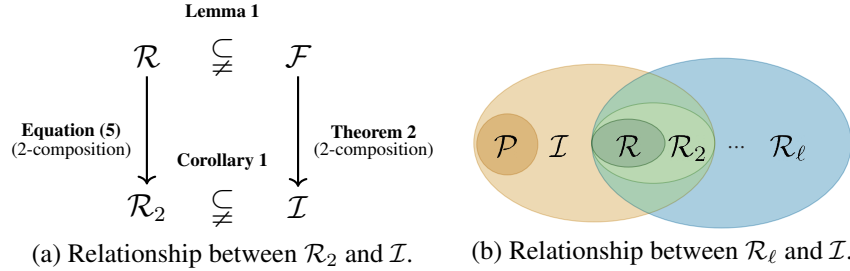 Lemma 1
ℛ ⊊ ℱ
Equation (5)
(2-composition)
Theorem 2
(2-composition)
Corollary 1
ℛ₂ ⊊ ℐ
(a) Relationship between ℛ₂ and ℐ.
𝒫 ℐ ℛ ℛ₂ ... ℛ_ℓ
(b) Relationship between ℛ_ℓ and ℐ.